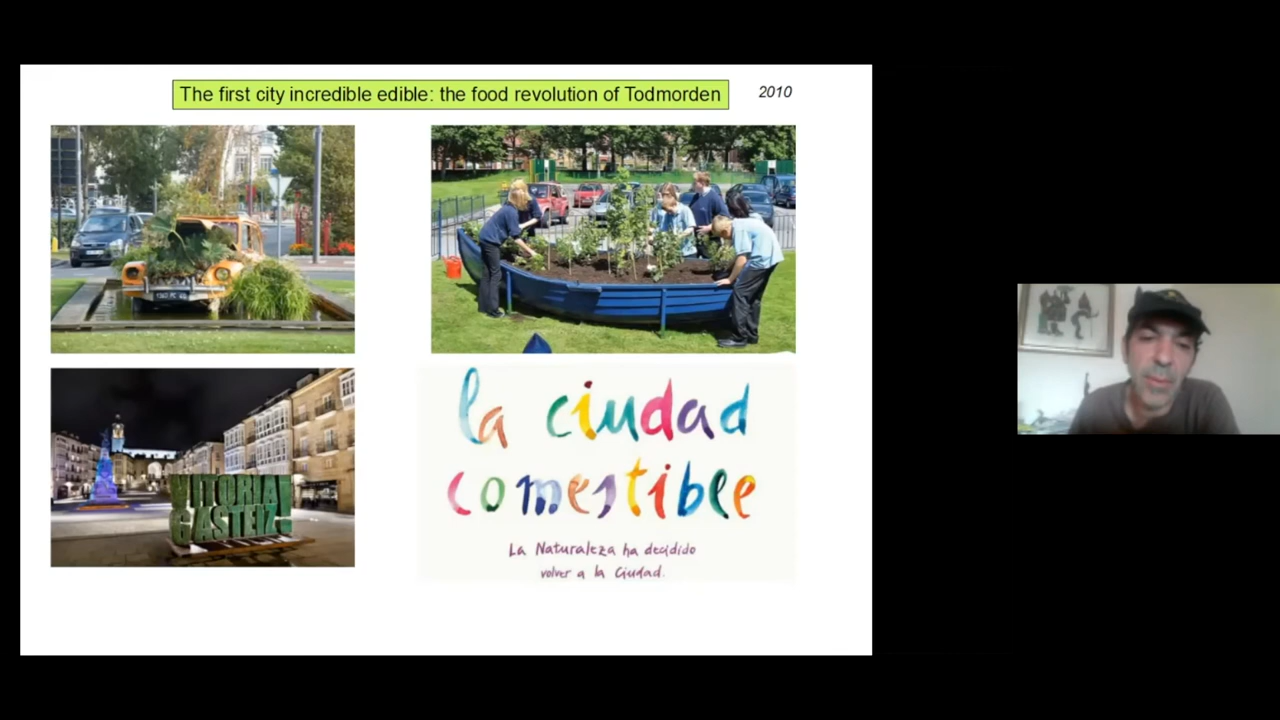 The first city incredible edible: the food revolution of Todmorden
2010
VITORIA
GASTEIZ!
la ciudad
comestible
La Naturaleza ha decidido
volver a la Ciudad.